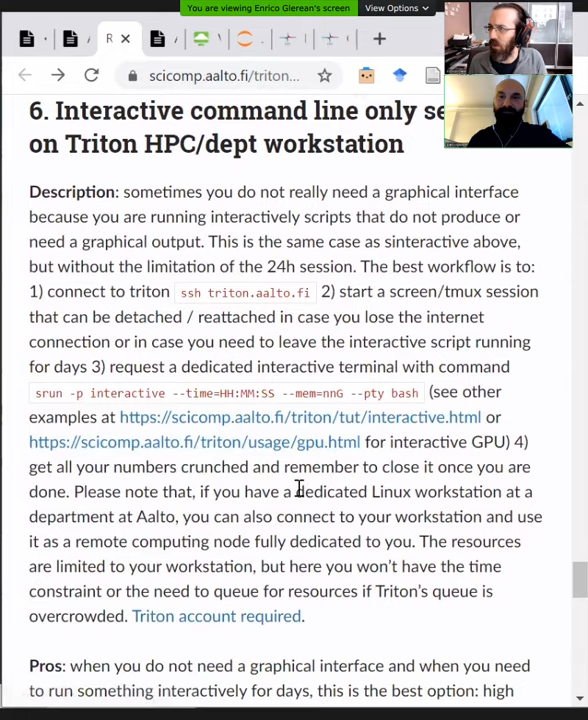 You are viewing Enrico Glerean's screen
View Options
R
scicomp.aalto.fi/triton...
6. Interactive command line only se
on Triton HPC/dept workstation
Description: sometimes you do not really need a graphical interface
because you are running interactively scripts that do not produce or
need a graphical output. This is the same case as sinteractive above,
but without the limitation of the 24h session. The best workflow is to:
1) connect to triton ssh triton.aalto.fi 2) start a screen/tmux session
that can be detached / reattached in case you lose the internet
connection or in case you need to leave the interactive script running
for days 3) request a dedicated interactive terminal with command
srun -p interactive --time=HH:MM:SS --mem=nnG --pty bash (see other
examples at https://scicomp.aalto.fi/triton/tut/interactive.html or
https://scicomp.aalto.fi/triton/usage/gpu.html for interactive GPU) 4)
get all your numbers crunched and remember to close it once you are
done. Please note that, if you have a dedicated Linux workstation at a
department at Aalto, you can also connect to your workstation and use
it as a remote computing node fully dedicated to you. The resources
are limited to your workstation, but here you won't have the time
constraint or the need to queue for resources if Triton's queue is
overcrowded. Triton account required.
Pros: when you do not need a graphical interface and when you need
to run something interactively for days, this is the best option: high